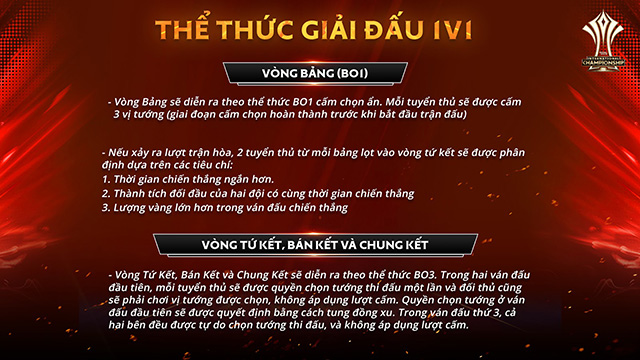 THỂ THỨC GIẢI ĐẤU 1V1
INTERNATIONAL
CHAMPIONSHIP
VÒNG BẢNG (BO1)
- Vòng Bảng sẽ diễn ra theo thể thức BO1 cấm chọn ẩn. Mỗi tuyển thủ sẽ được cấm
3 vị tướng (giai đoạn cấm chọn hoàn thành trước khi bắt đầu trận đấu)
- Nếu xảy ra lượt trận hòa, 2 tuyển thủ từ mỗi bảng lọt vào vòng tứ kết sẽ được phân
định dựa trên các tiêu chí:
1. Thời gian chiến thắng ngắn hơn.
2. Thành tích đối đầu của hai đội có cùng thời gian chiến thắng
3. Lượng vàng lớn hơn trong ván đấu chiến thắng
VÒNG TỨ KẾT, BÁN KẾT VÀ CHUNG KẾT
- Vòng Tứ Kết, Bán Kết và Chung Kết sẽ diễn ra theo thể thức BO3. Trong hai ván đấu
đầu tiên, mỗi tuyển thủ sẽ được quyền chọn tướng thi đấu một lần và đối thủ cũng
sẽ phải chơi vị tướng được chọn, không áp dụng lượt cấm. Quyền chọn tướng ở ván
đấu đầu tiên sẽ được quyết định bằng cách tung đồng xu. Trong ván đấu thứ 3, cả
hai bên đều được tự do chọn tướng thi đấu, và không áp dụng lượt cấm.